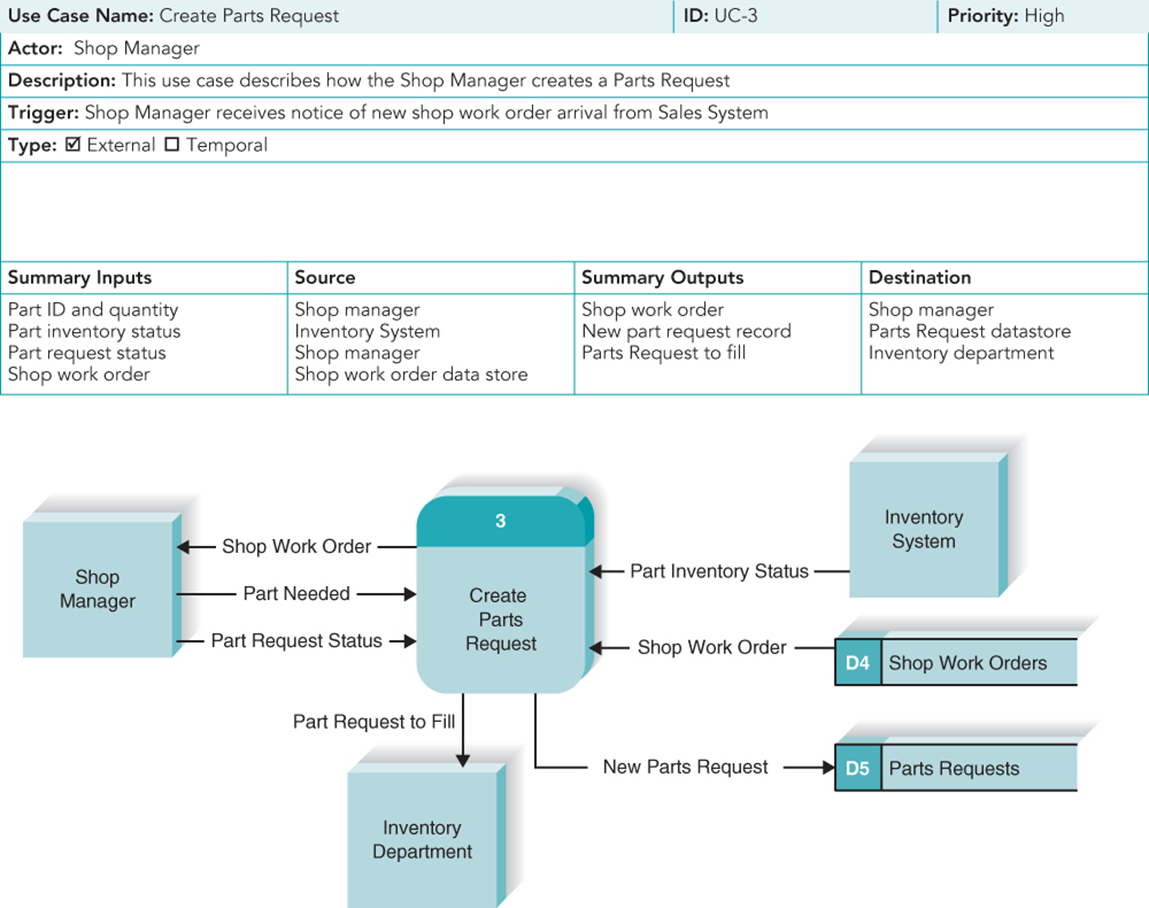 Use Case Name: Create Parts Request ID: UC-3 Priority: High
Actor: Shop Manager
Description: This use case describes how the Shop Manager creates a Parts Request
Trigger: Shop Manager receives notice of new shop work order arrival from Sales System
Type: ☑ External ☐ Temporal
Summary Inputs Source Summary Outputs Destination
Part ID and quantity Shop manager Shop work order Shop manager
Part inventory status Inventory System New part request record Parts Request datastore
Part request status Shop manager Parts Request to fill Inventory department
Shop work order Shop work order data store
3
Inventory
System
Shop Work Order
Part Inventory Status
Shop
Manager
Part Needed
Create
Parts
Request
Part Request Status
Shop Work Order
D4 Shop Work Orders
Part Request to Fill
New Parts Request
D5 Parts Requests
Inventory
Department